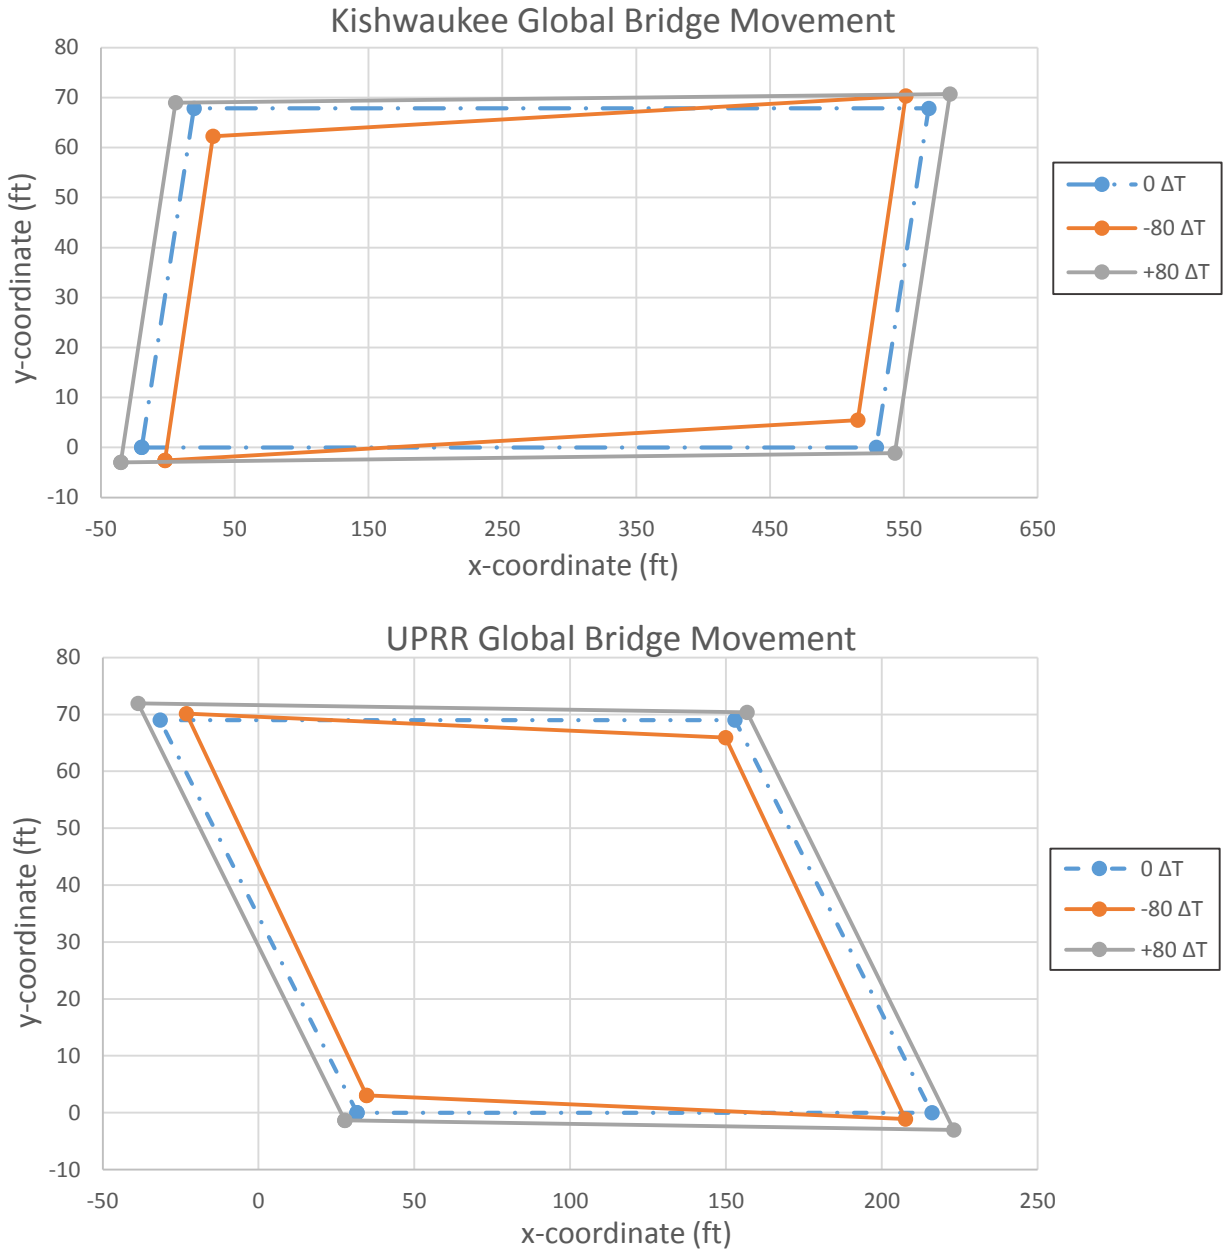 Kishwaukee Global Bridge Movement
80
70
60
50
40
30
20
10
0
-10
y-coordinate (ft)
-50 50 150 250 350 450 550 650
x-coordinate (ft)
0 ΔT
-80 ΔT
+80 ΔT
UPRR Global Bridge Movement
80
70
60
50
40
30
20
10
0
-10
y-coordinate (ft)
-50 0 50 100 150 200 250
x-coordinate (ft)
0 ΔT
-80 ΔT
+80 ΔT